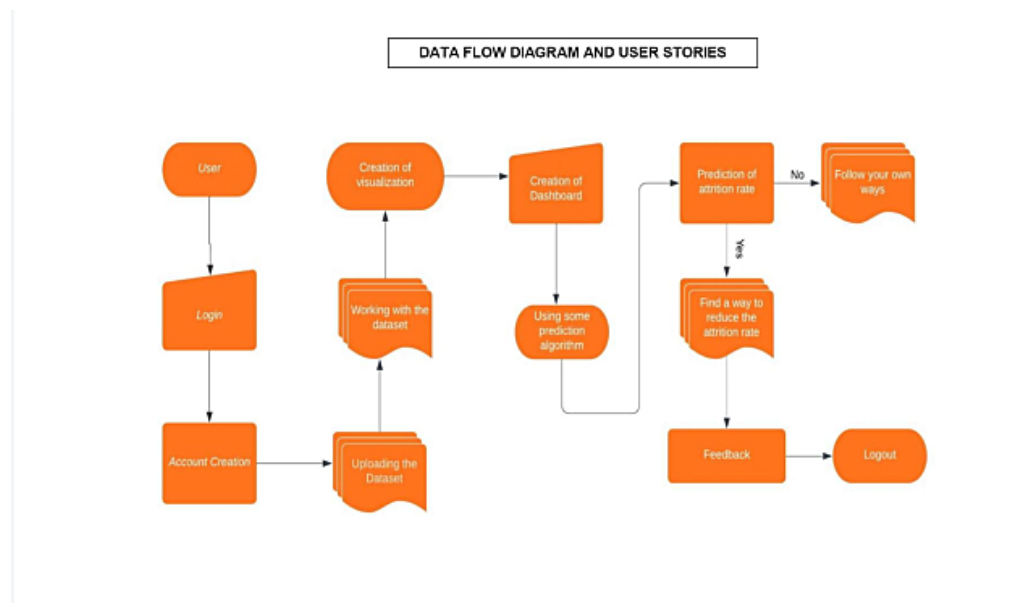 DATA FLOW DIAGRAM AND USER STORIES
User
Login
Account Creation
Uploading the
Dataset
Working with the
dataset
Creation of
visualization
Creation of
Dashboard
Using some
prediction
algorithm
Prediction of
attrition rate
No
Follow your own
ways
Yes
Find a way to
reduce the
attrition rate
Feedback
Logout